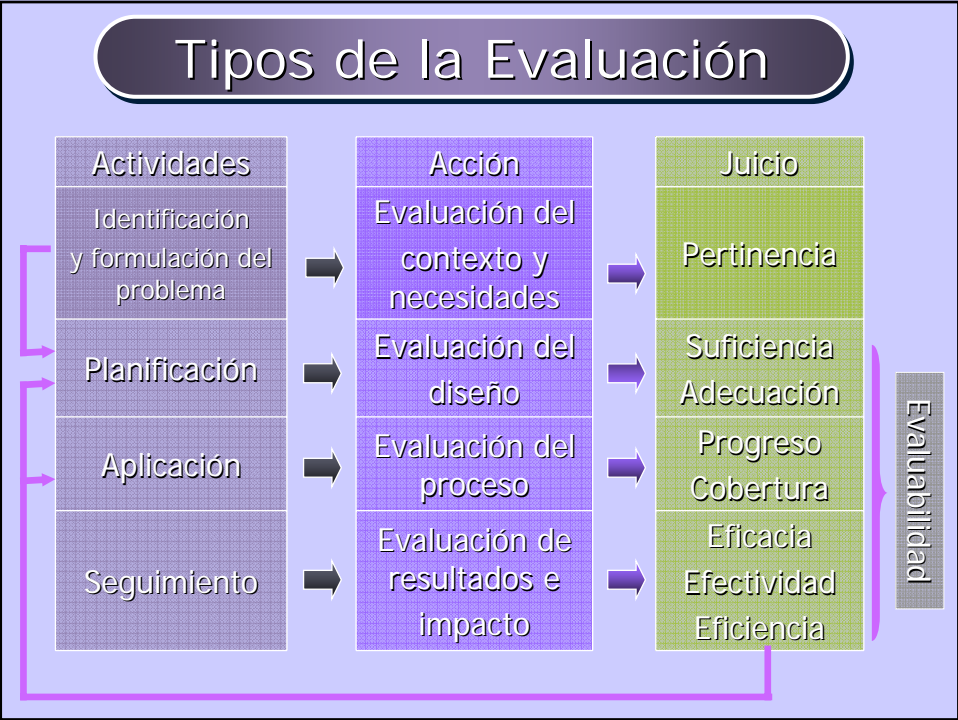 Tipos de la Evaluación
Actividades
Acción
Juicio
Identificación
y formulación del
problema
Evaluación del
contexto y
necesidades
Pertinencia
Planificación
Evaluación del
diseño
Suficiencia
Adecuación
Aplicación
Evaluación del
proceso
Progreso
Cobertura
Seguimiento
Evaluación de
resultados e
impacto
Eficacia
Efectividad
Eficiencia
Evaluabilidad